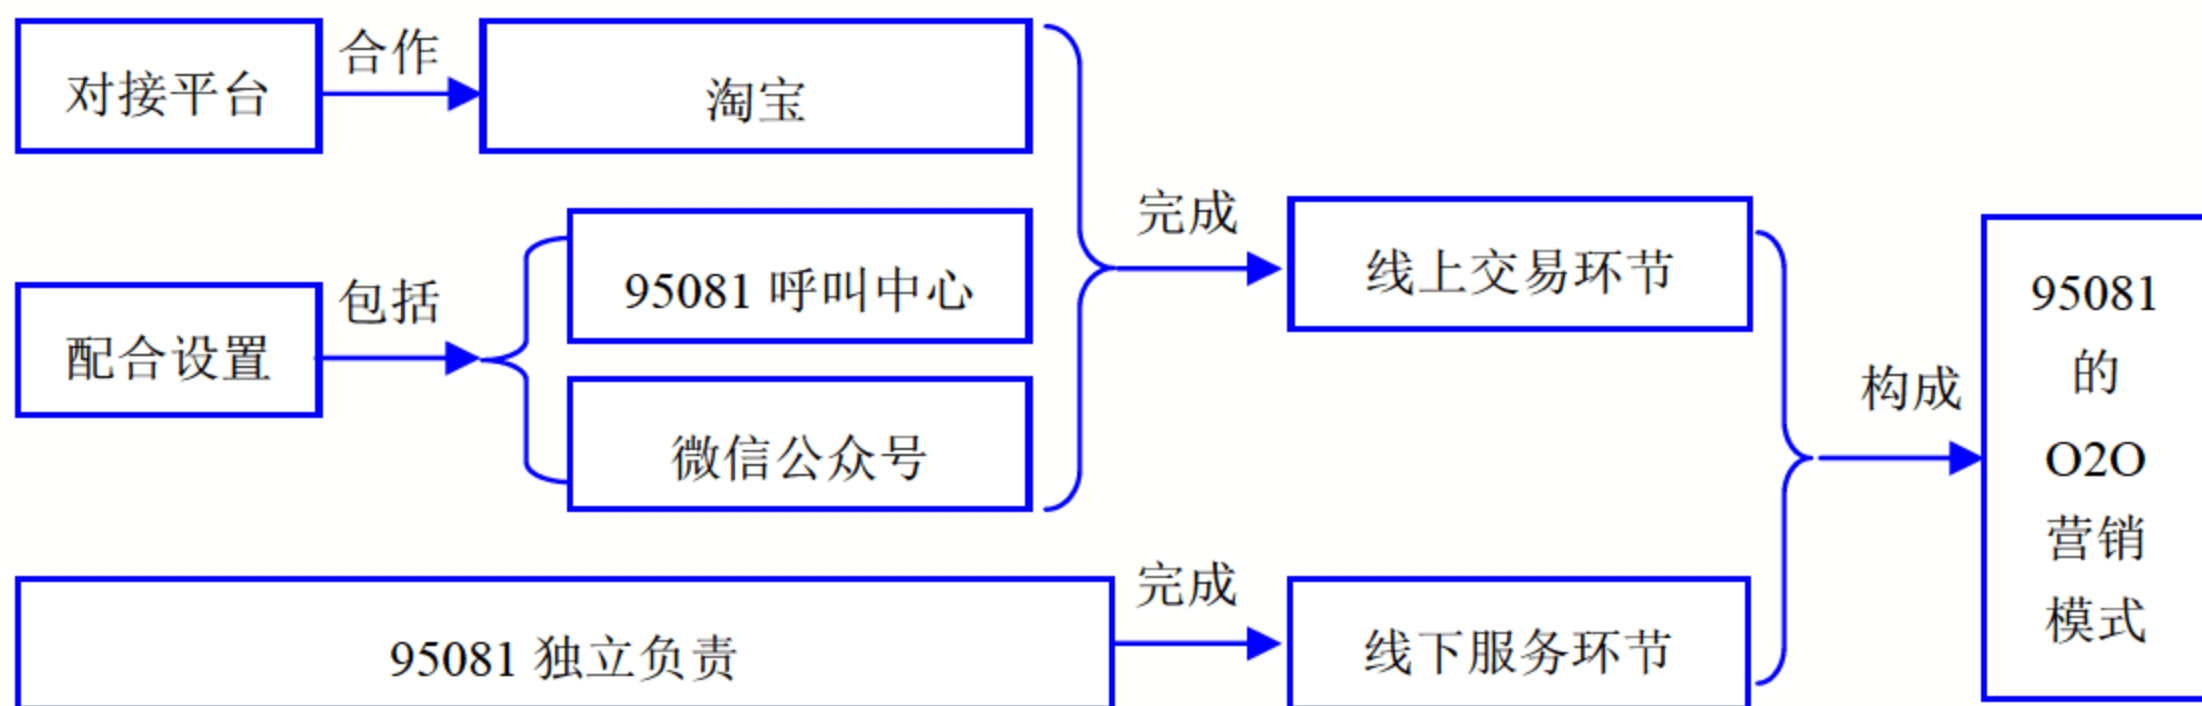 对接平台
合作
淘宝
配合设置
包括
95081 呼叫中心
微信公众号
完成
线上交易环节
95081 独立负责
完成
线下服务环节
构成
95081
的
O2O
营销
模式